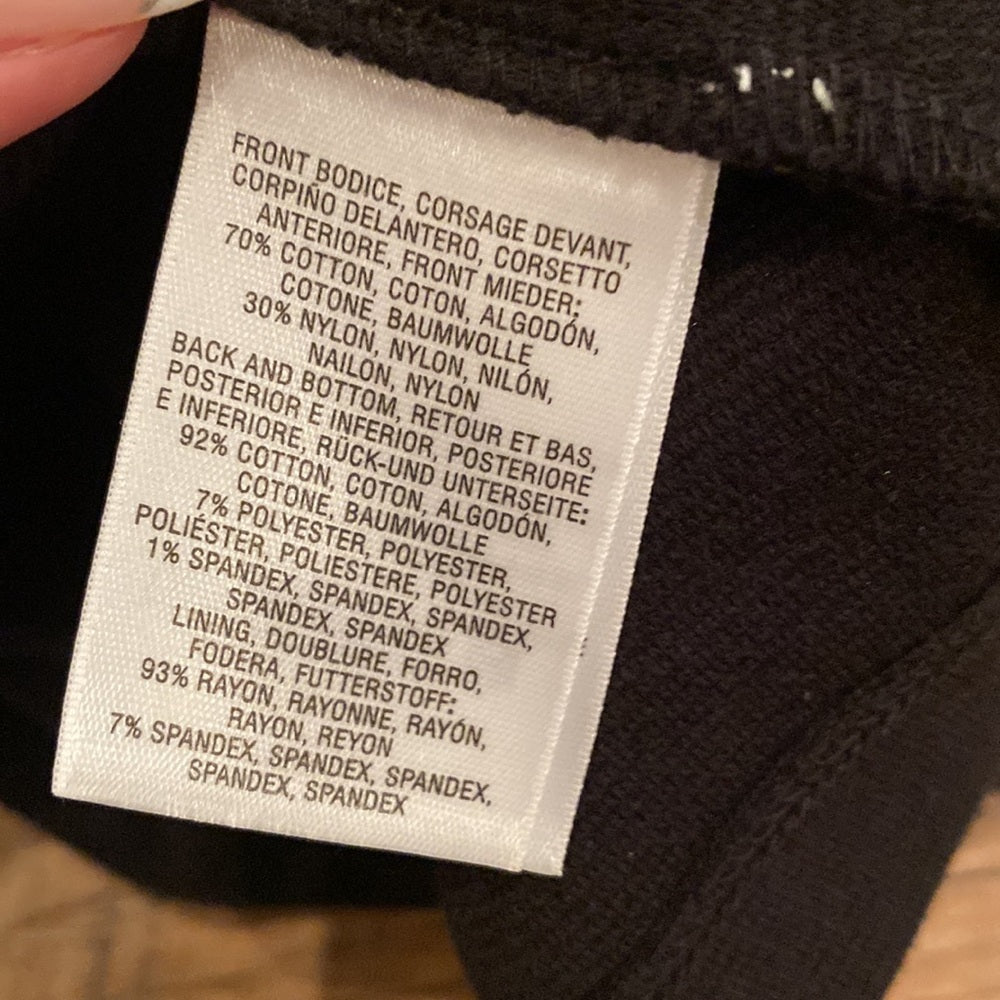 FRONT BODICE, CORSAGE DEVANT,
CORPIÑO DELANTERO, CORSETTO
ANTERIORE, FRONT MIEDER:
70% COTTON, COTON, ALGODÓN,
COTONE, BAUMWOLLE
30% NYLON, NYLON, NILÓN,
NAILON, NYLON
BACK AND BOTTOM, RETOUR ET BAS,
POSTERIOR E INFERIOR, POSTERIORE
E INFERIORE, RÜCK-UND UNTERSEITE:
92% COTTON, COTON, ALGODÓN,
COTONE, BAUMWOLLE
7% POLYESTER, POLYESTER,
POLIÉSTER, POLIESTERE, POLYESTER
1% SPANDEX, SPANDEX, SPANDEX,
SPANDEX, SPANDEX
LINING, DOUBLURE, FORRO,
FODERA, FUTTERSTOFF:
93% RAYON, RAYONNE, RAYÓN,
RAYON, REYON
7% SPANDEX, SPANDEX, SPANDEX,
SPANDEX, SPANDEX